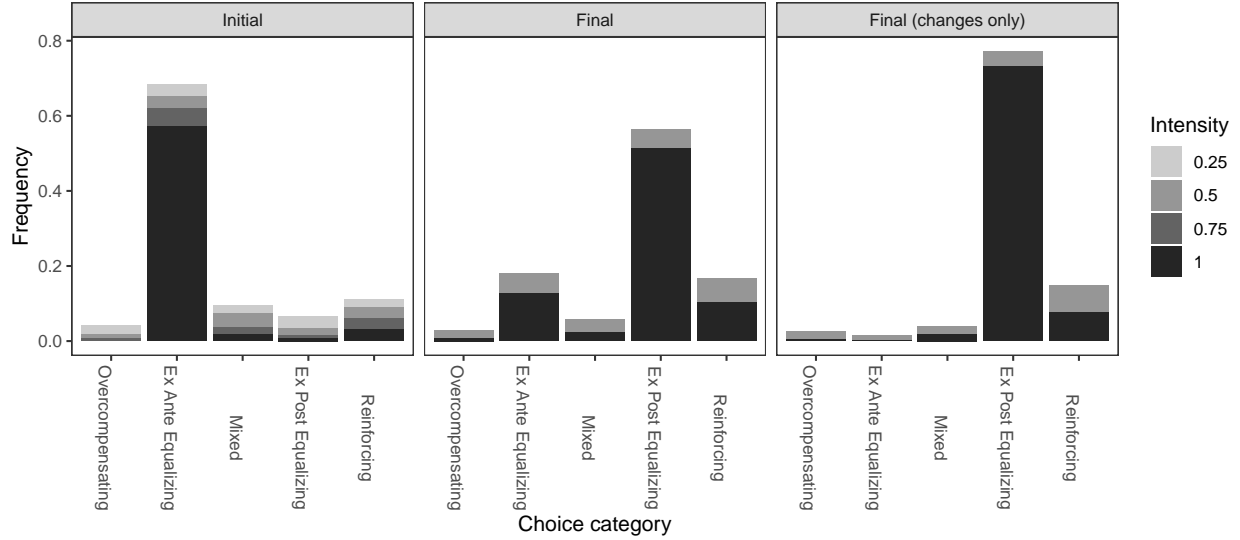 Initial
Final
Final (changes only)
Frequency
0.8
0.6
0.4
0.2
0.0
Overcompensating
Ex Ante Equalizing
Mixed
Ex Post Equalizing
Reinforcing
Overcompensating
Ex Ante Equalizing
Mixed
Ex Post Equalizing
Reinforcing
Overcompensating
Ex Ante Equalizing
Mixed
Ex Post Equalizing
Reinforcing
Choice category
Intensity
0.25
0.5
0.75
1